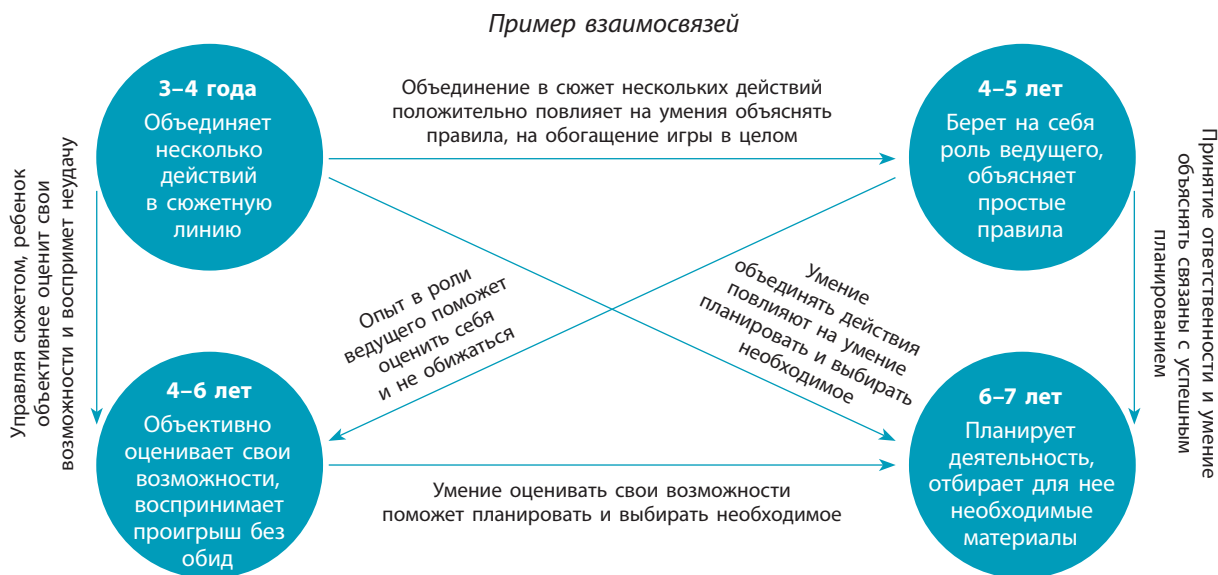 Пример взаимосвязей
3–4 года
Объединяет
несколько
действий
в сюжетную
линию
Объединение в сюжет нескольких действий
положительно повлияет на умения объяснять
правила, на обогащение игры в целом
4–5 лет
Берет на себя
роль ведущего,
объясняет
простые
правила
Управляя сюжетом, ребенок
объективнее оценит свои
возможности и воспримет неудачу
Опыт в роли
ведущего поможет
оценить себя
и не обижаться
Умение
объединять действия
повлияют на умение
планировать и выбирать
необходимое
Принятие ответственности и умение
объяснять связаны с успешным
планированием
4–6 лет
Объективно
оценивает свои
возможности,
воспринимает
проигрыш без
обид
Умение оценивать свои возможности
поможет планировать и выбирать необходимое
6–7 лет
Планирует
деятельность,
отбирает для нее
необходимые
материалы